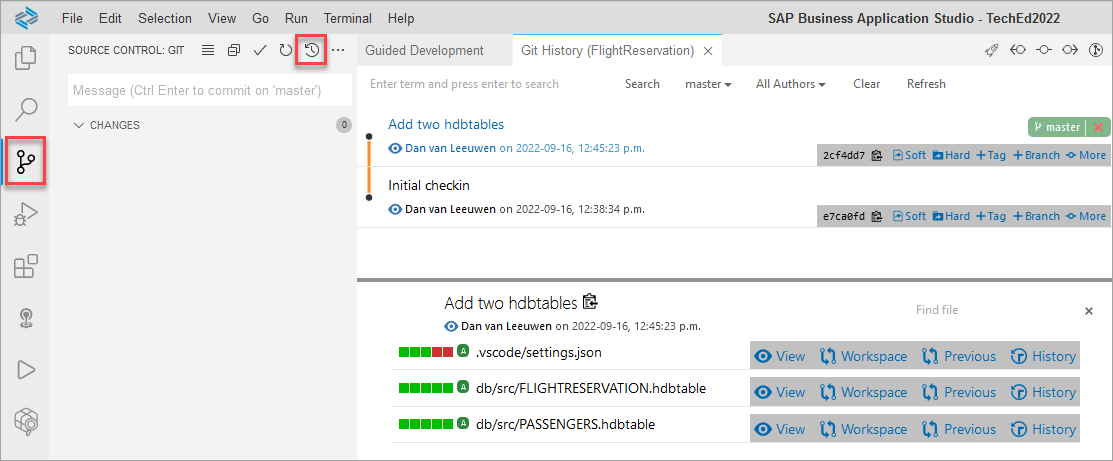 File Edit Selection View Go Run Terminal Help SAP Business Application Studio - TechEd2022
SOURCE CONTROL: GIT
Message (Ctrl Enter to commit on 'master')
CHANGES 0
Guided Development Git History (FlightReservation)
Enter term and press enter to search Search master All Authors Clear Refresh
Add two hdbtables master
Dan van Leeuwen on 2022-09-16, 12:45:23 p.m. 2cf4dd7 Soft Hard +Tag +Branch More
Initial checkin
Dan van Leeuwen on 2022-09-16, 12:38:34 p.m. e7ca0fd Soft Hard +Tag +Branch More
Add two hdbtables Find file
Dan van Leeuwen on 2022-09-16, 12:45:23 p.m.
A .vscode/settings.json View Workspace Previous History
A db/src/FLIGHTRESERVATION.hdbtable View Workspace Previous History
A db/src/PASSENGERS.hdbtable View Workspace Previous History